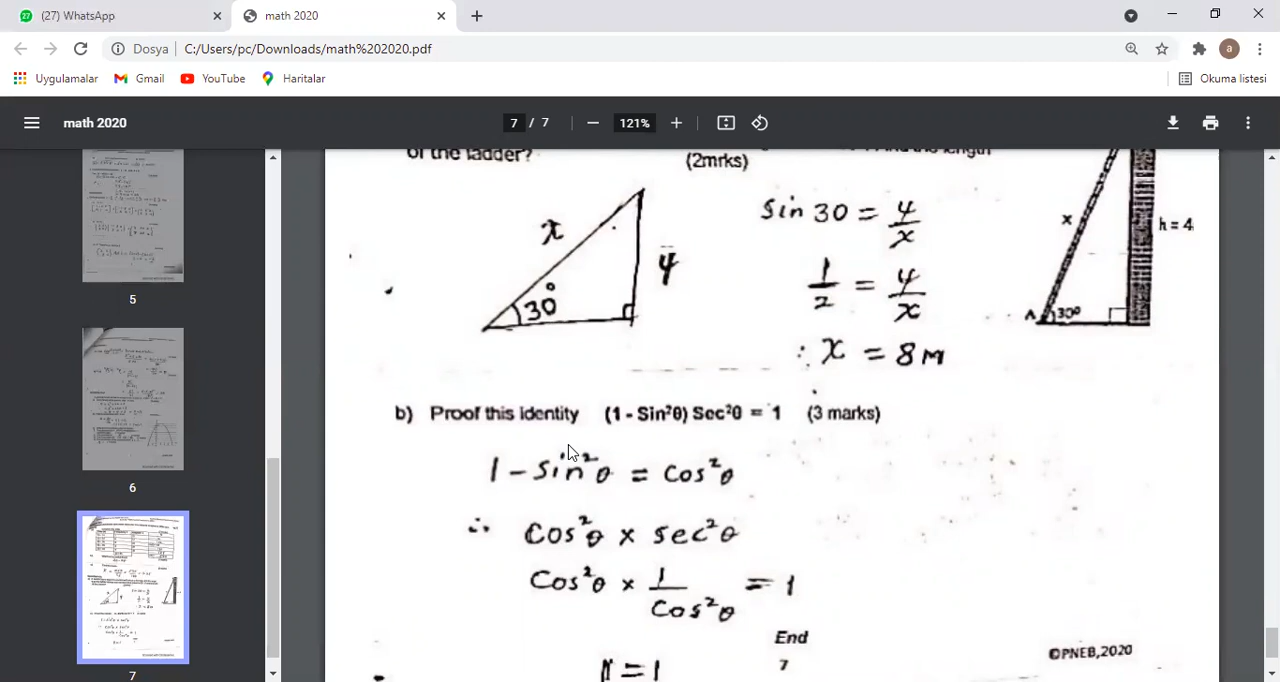 (27) WhatsApp
math 2020
Dosya
C:/Users/pc/Downloads/math%202020.pdf
a
Uygulamalar
Gmail
YouTube
Haritalar
Okuma listesi
math 2020
7 / 7
121%
5
6
7
of the ladder?
(2mrks)
length
x
30°
4
Sin 30 = 4/x
1/2 = 4/x
∴ x = 8m
x
h = 4
A
30°
b) Proof this identity (1 - Sin²θ) Sec²θ = 1 (3 marks)
1 - sin²θ = cos²θ
∴ cos²θ x sec²θ
Cos²θ x 1/Cos²θ = 1
End
7
©PNEB,2020
1 = 1